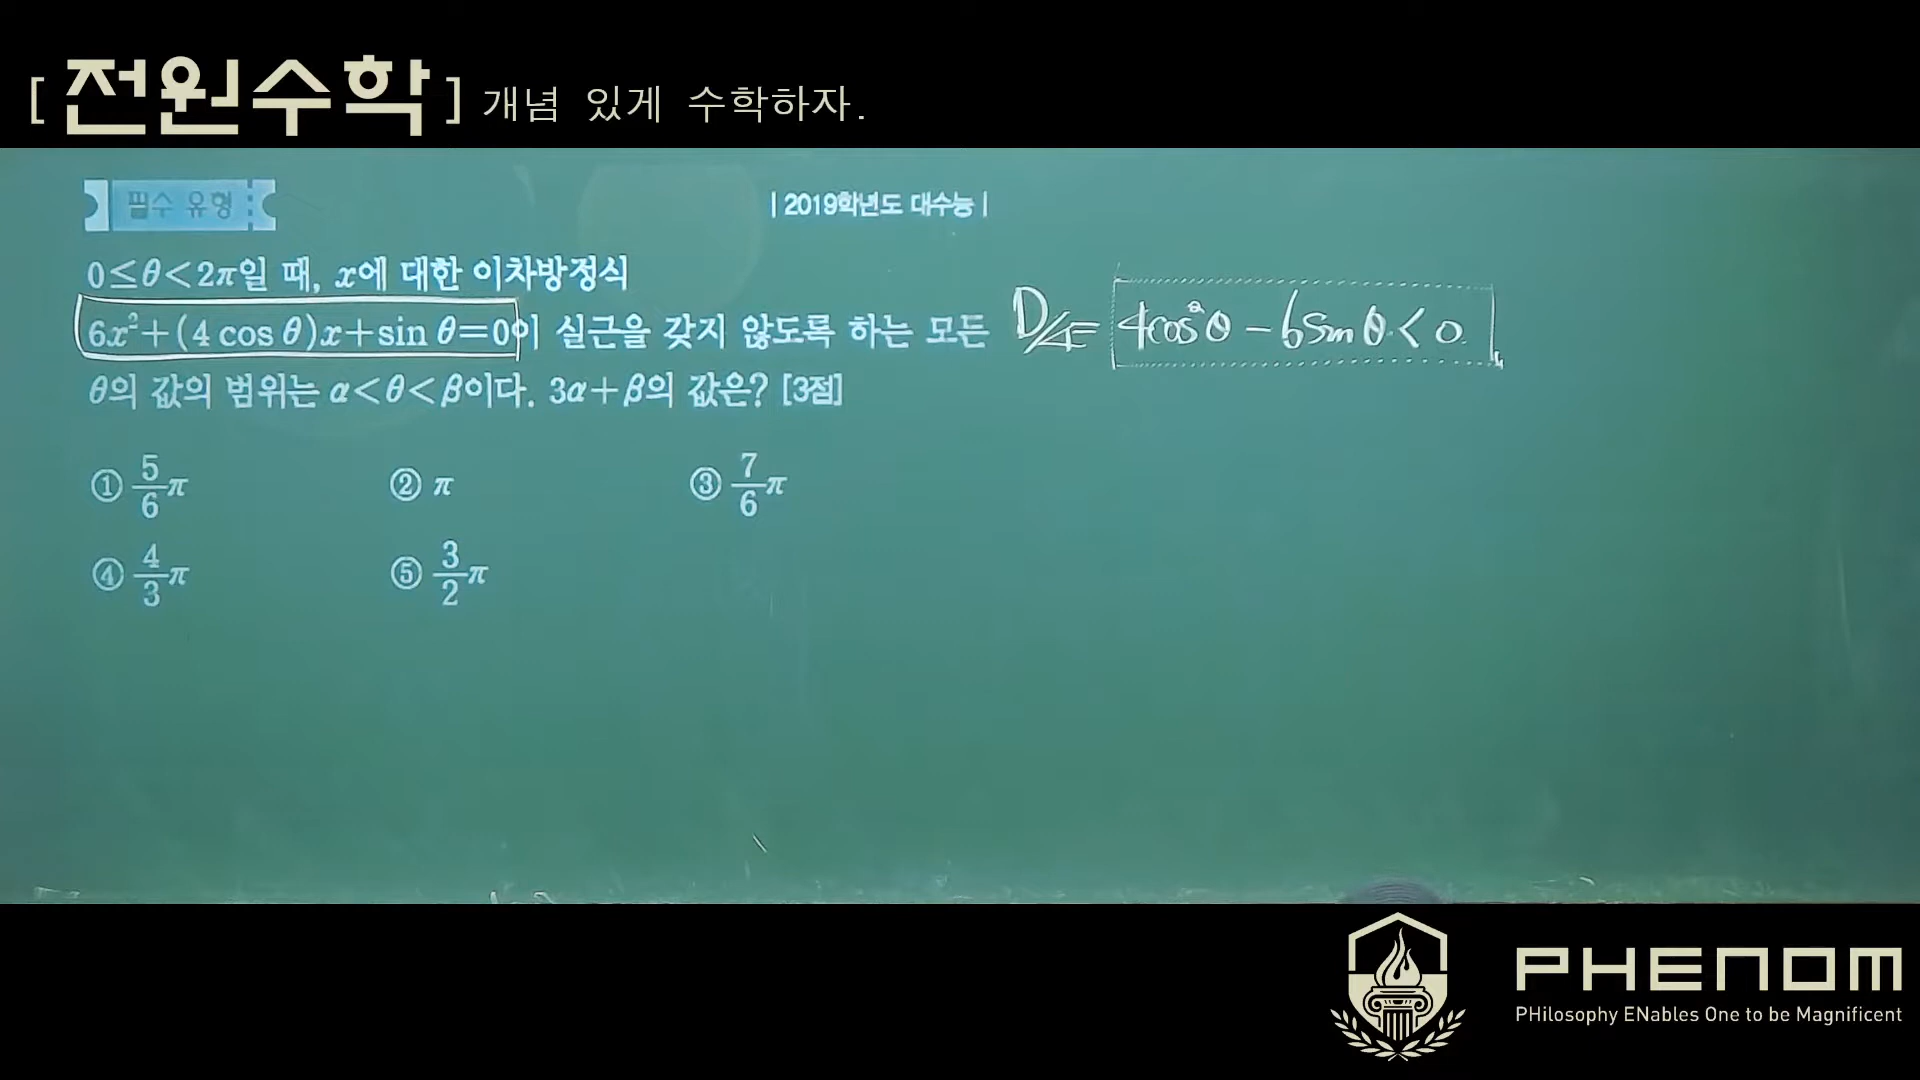 [전원수학] 개념 있게 수학하자.
필수 유형
| 2019학년도 대수능 |
0≤θ<2π일 때, x에 대한 이차방정식
6x²+(4 cos θ)x+sin θ=0이 실근을 갖지 않도록 하는 모든
D/4= 4cos²θ - 6sinθ < 0.
θ의 값의 범위는 α<θ<β이다. 3α+β의 값은? [3점]
① 5/6 π ② π ③ 7/6 π
④ 4/3 π ⑤ 3/2 π
PHENOM
PHilosophy ENables One to be Magnificent